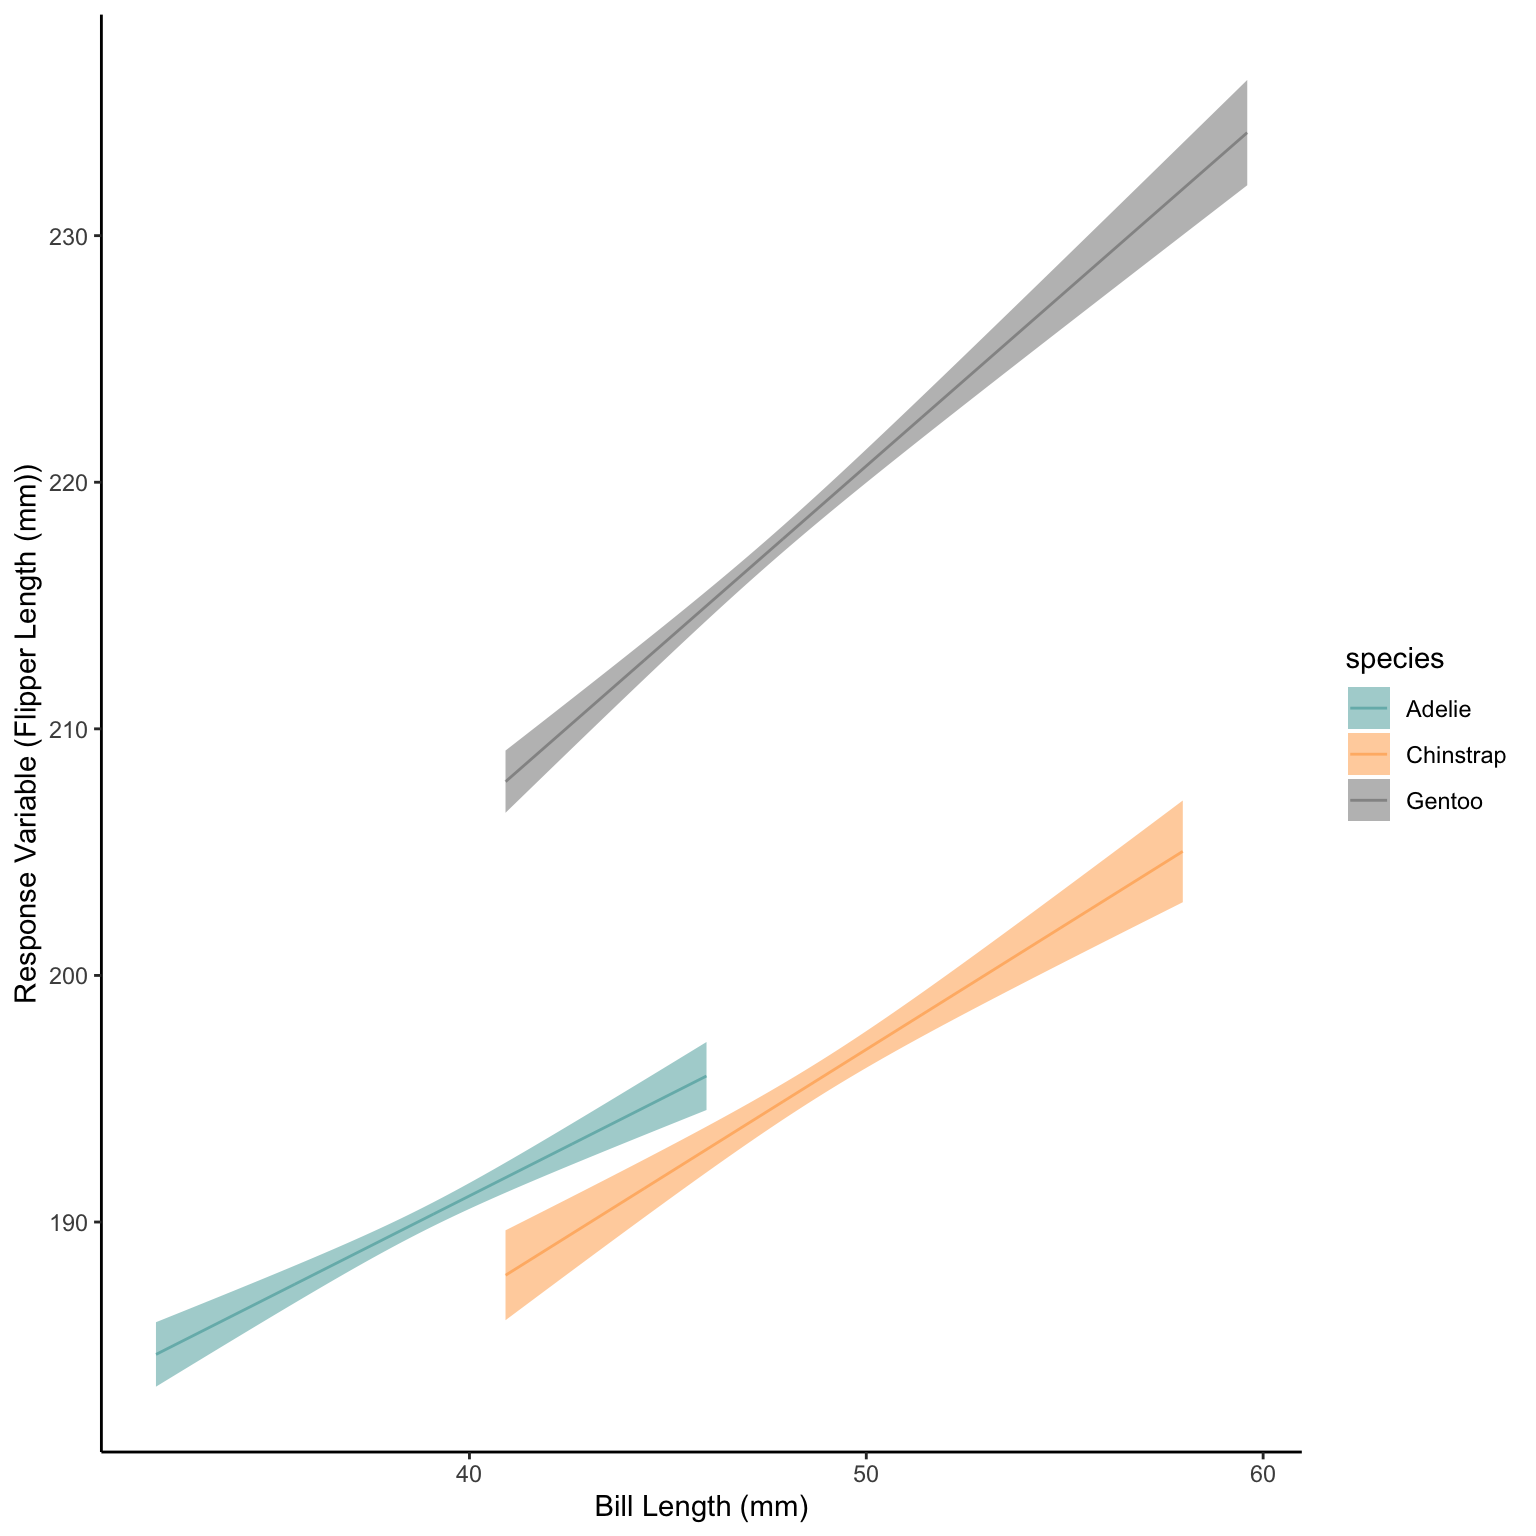 Response Variable (Flipper Length (mm))
230
220
210
200
190
40 50 60
Bill Length (mm)
species
Adelie
Chinstrap
Gentoo